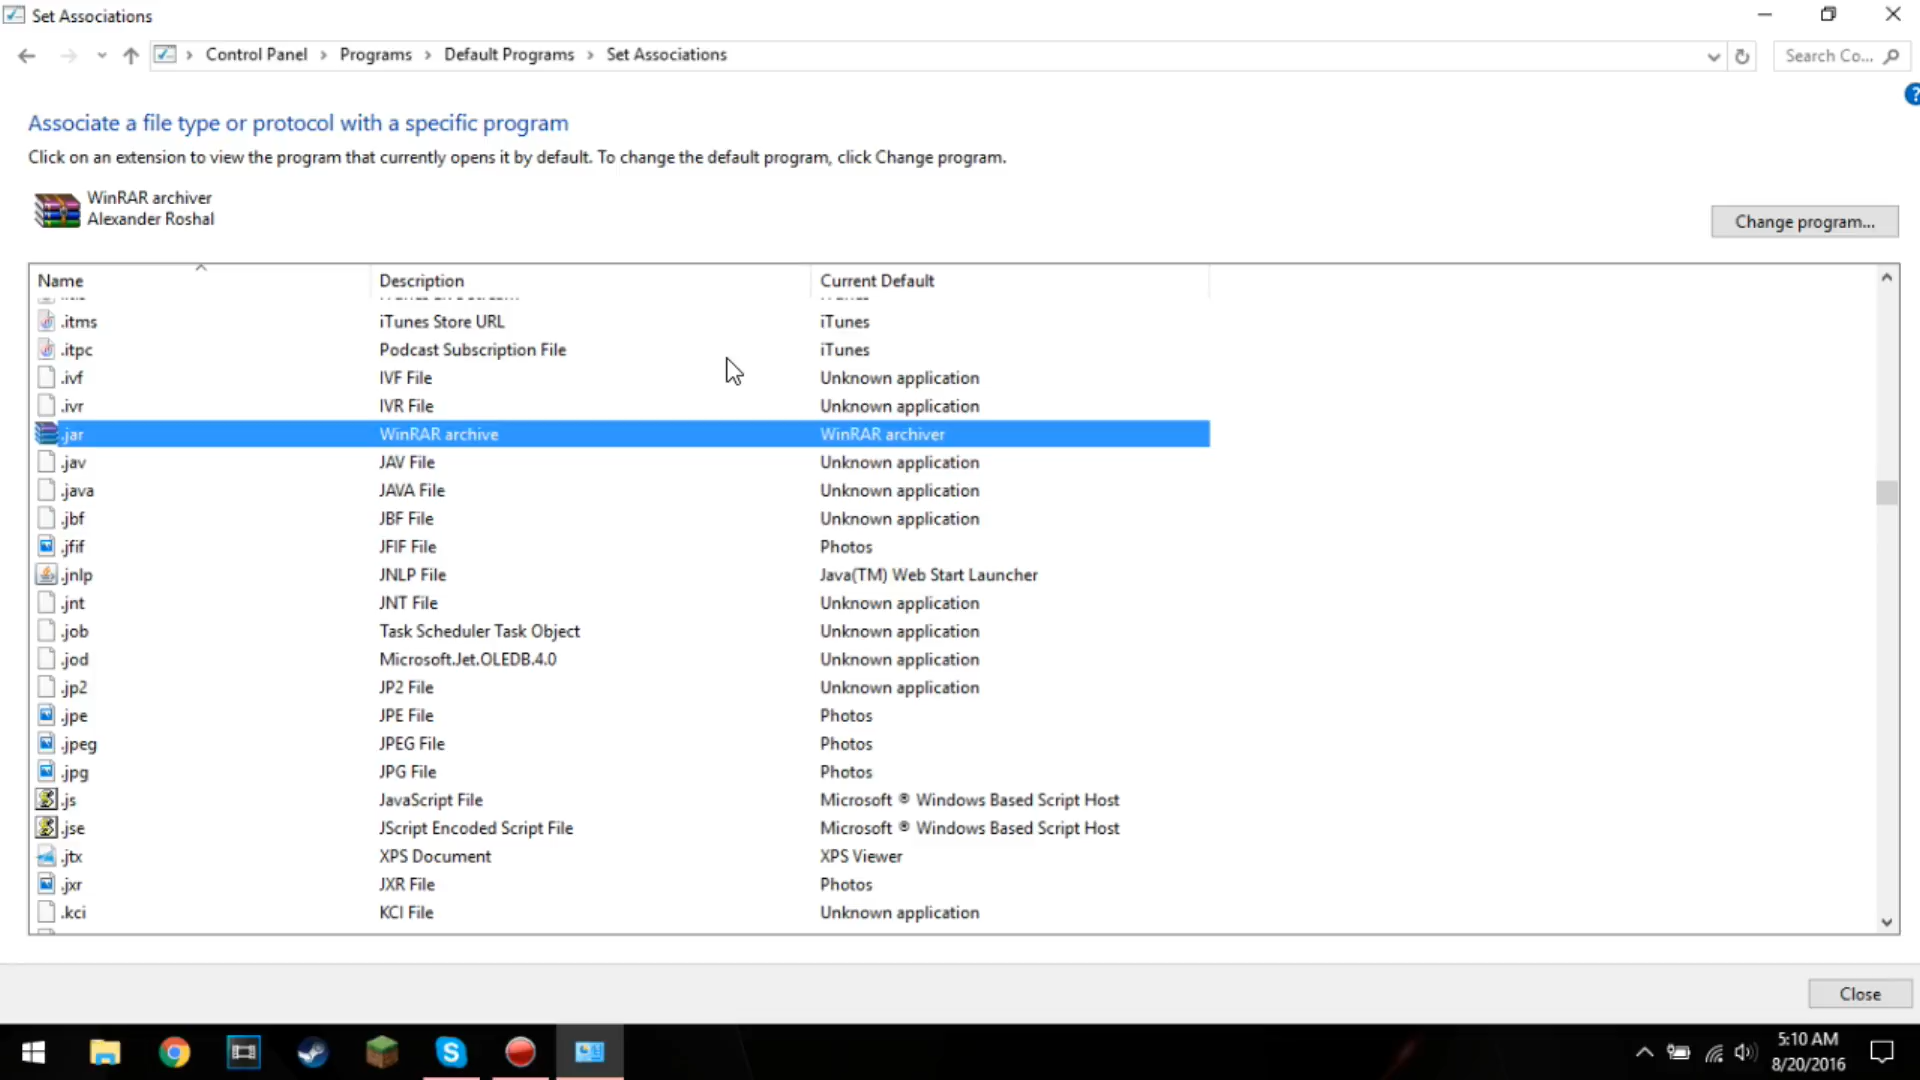 Set Associations
Control Panel › Programs › Default Programs › Set Associations
Search Co...
Associate a file type or protocol with a specific program
Click on an extension to view the program that currently opens it by default. To change the default program, click Change program.
WinRAR archiver
Alexander Roshal
Change program...
Name Description Current Default
.itms iTunes Store URL iTunes
.itpc Podcast Subscription File iTunes
.ivf IVF File Unknown application
.ivr IVR File Unknown application
.jar WinRAR archive WinRAR archiver
.jav JAV File Unknown application
.java JAVA File Unknown application
.jbf JBF File Unknown application
.jfif JFIF File Photos
.jnlp JNLP File Java(TM) Web Start Launcher
.jnt JNT File Unknown application
.job Task Scheduler Task Object Unknown application
.jod Microsoft.Jet.OLEDB.4.0 Unknown application
.jp2 JP2 File Unknown application
.jpe JPE File Photos
.jpeg JPEG File Photos
.jpg JPG File Photos
.js JavaScript File Microsoft ® Windows Based Script Host
.jse JScript Encoded Script File Microsoft ® Windows Based Script Host
.jtx XPS Document XPS Viewer
.jxr JXR File Photos
.kci KCI File Unknown application
Close
5:10 AM
8/20/2016